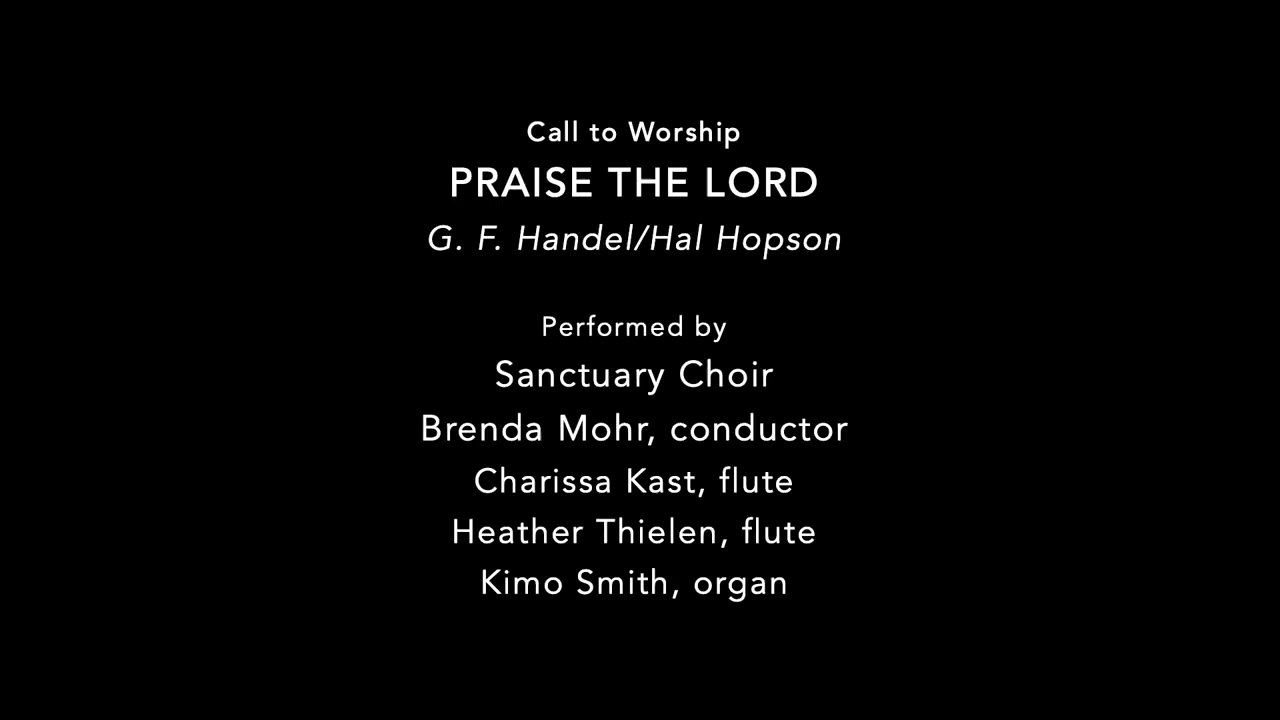 Call to Worship
PRAISE THE LORD
G. F. Handel/Hal Hopson
Performed by
Sanctuary Choir
Brenda Mohr, conductor
Charissa Kast, flute
Heather Thielen, flute
Kimo Smith, organ